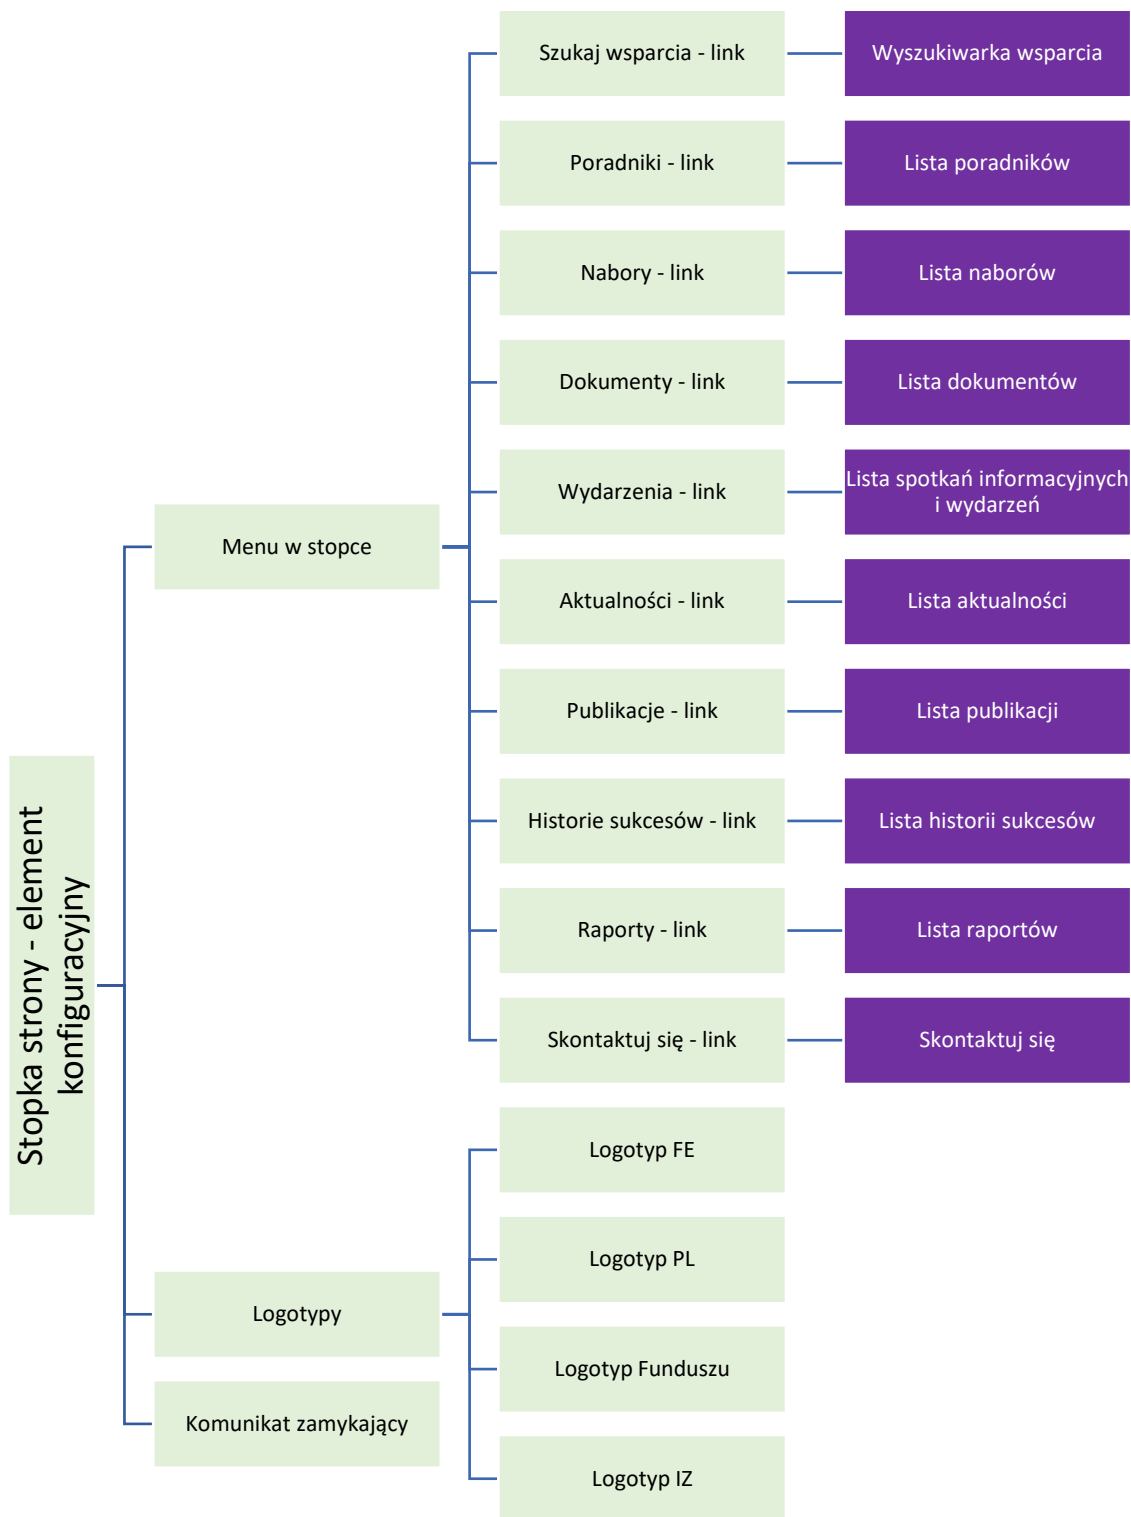 Szukaj wsparcia - link
Wyszukiwarka wsparcia
Poradniki - link
Lista poradników
Nabory - link
Lista naborów
Dokumenty - link
Lista dokumentów
Wydarzenia - link
Lista spotkań informacyjnych
i wydarzeń
Menu w stopce
Aktualności - link
Lista aktualności
Publikacje - link
Lista publikacji
Historie sukcesów - link
Lista historii sukcesów
Raporty - link
Lista raportów
Stopka strony - element
konfiguracyjny
Skontaktuj się - link
Skontaktuj się
Logotyp FE
Logotyp PL
Logotypy
Logotyp Funduszu
Komunikat zamykający
Logotyp IZ